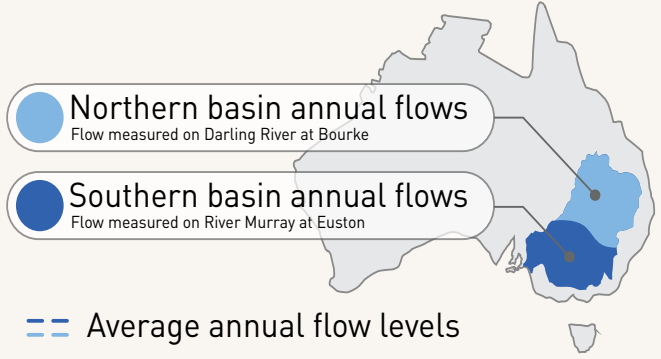 Northern basin annual flows
Flow measured on Darling River at Bourke
Southern basin annual flows
Flow measured on River Murray at Euston
Average annual flow levels